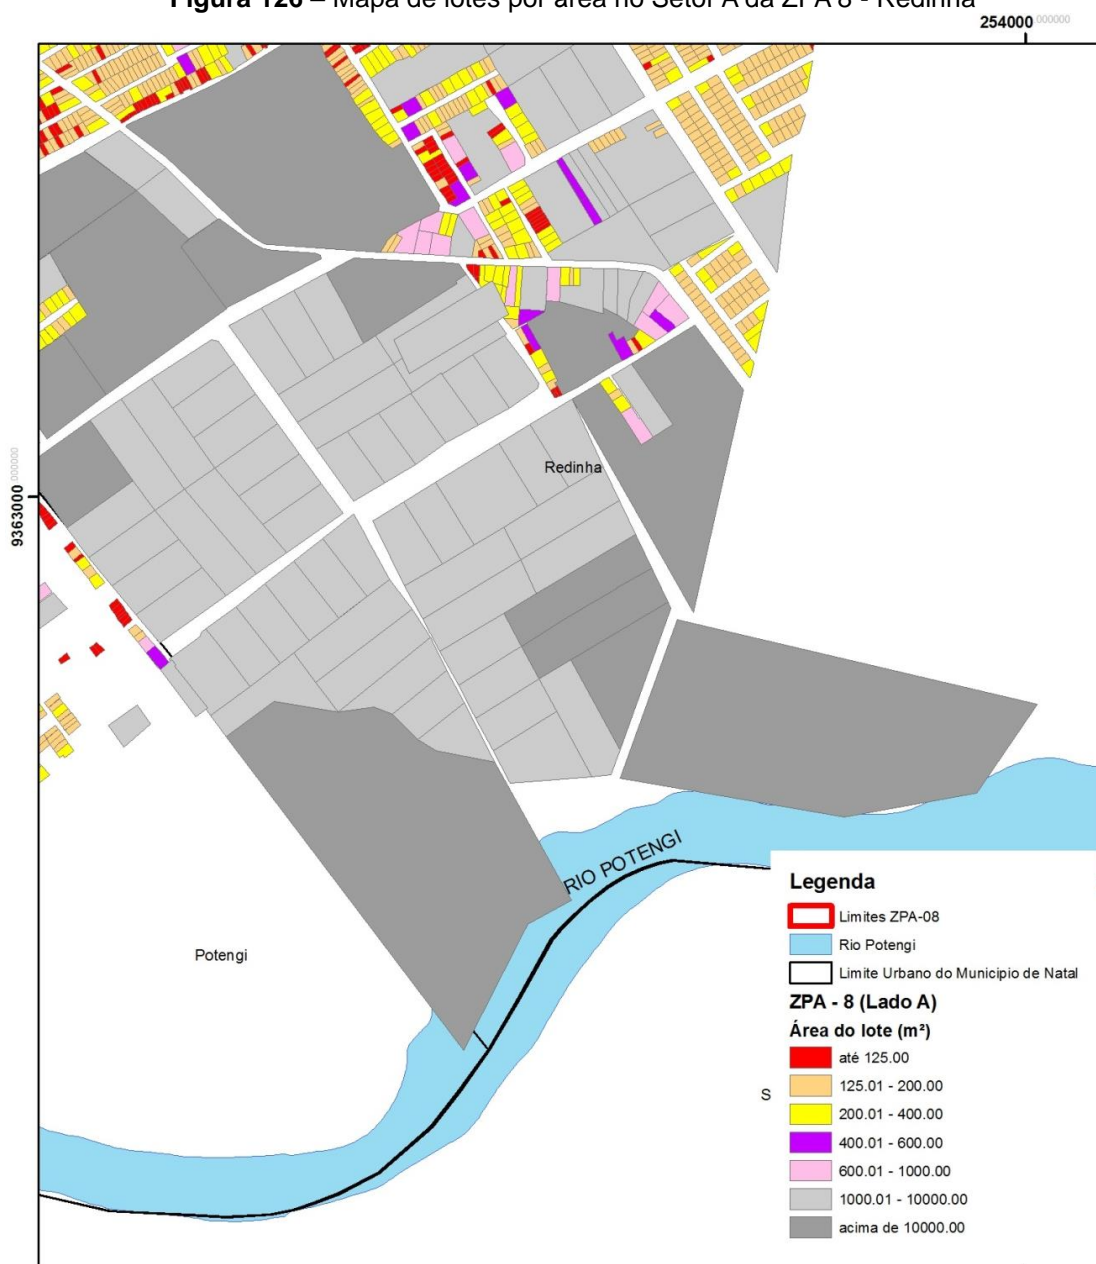 Figura 126 – Mapa de lotes por área no Setor A da ZPA 8 - Redinha
254000 000000
9363000 000000
Redinha
RIO POTENGI
Potengi
S
Legenda
Limites ZPA-08
Rio Potengi
Limite Urbano do Municipio de Natal
ZPA - 8 (Lado A)
Área do lote (m²)
até 125.00
125.01 - 200.00
200.01 - 400.00
400.01 - 600.00
600.01 - 1000.00
1000.01 - 10000.00
acima de 10000.00